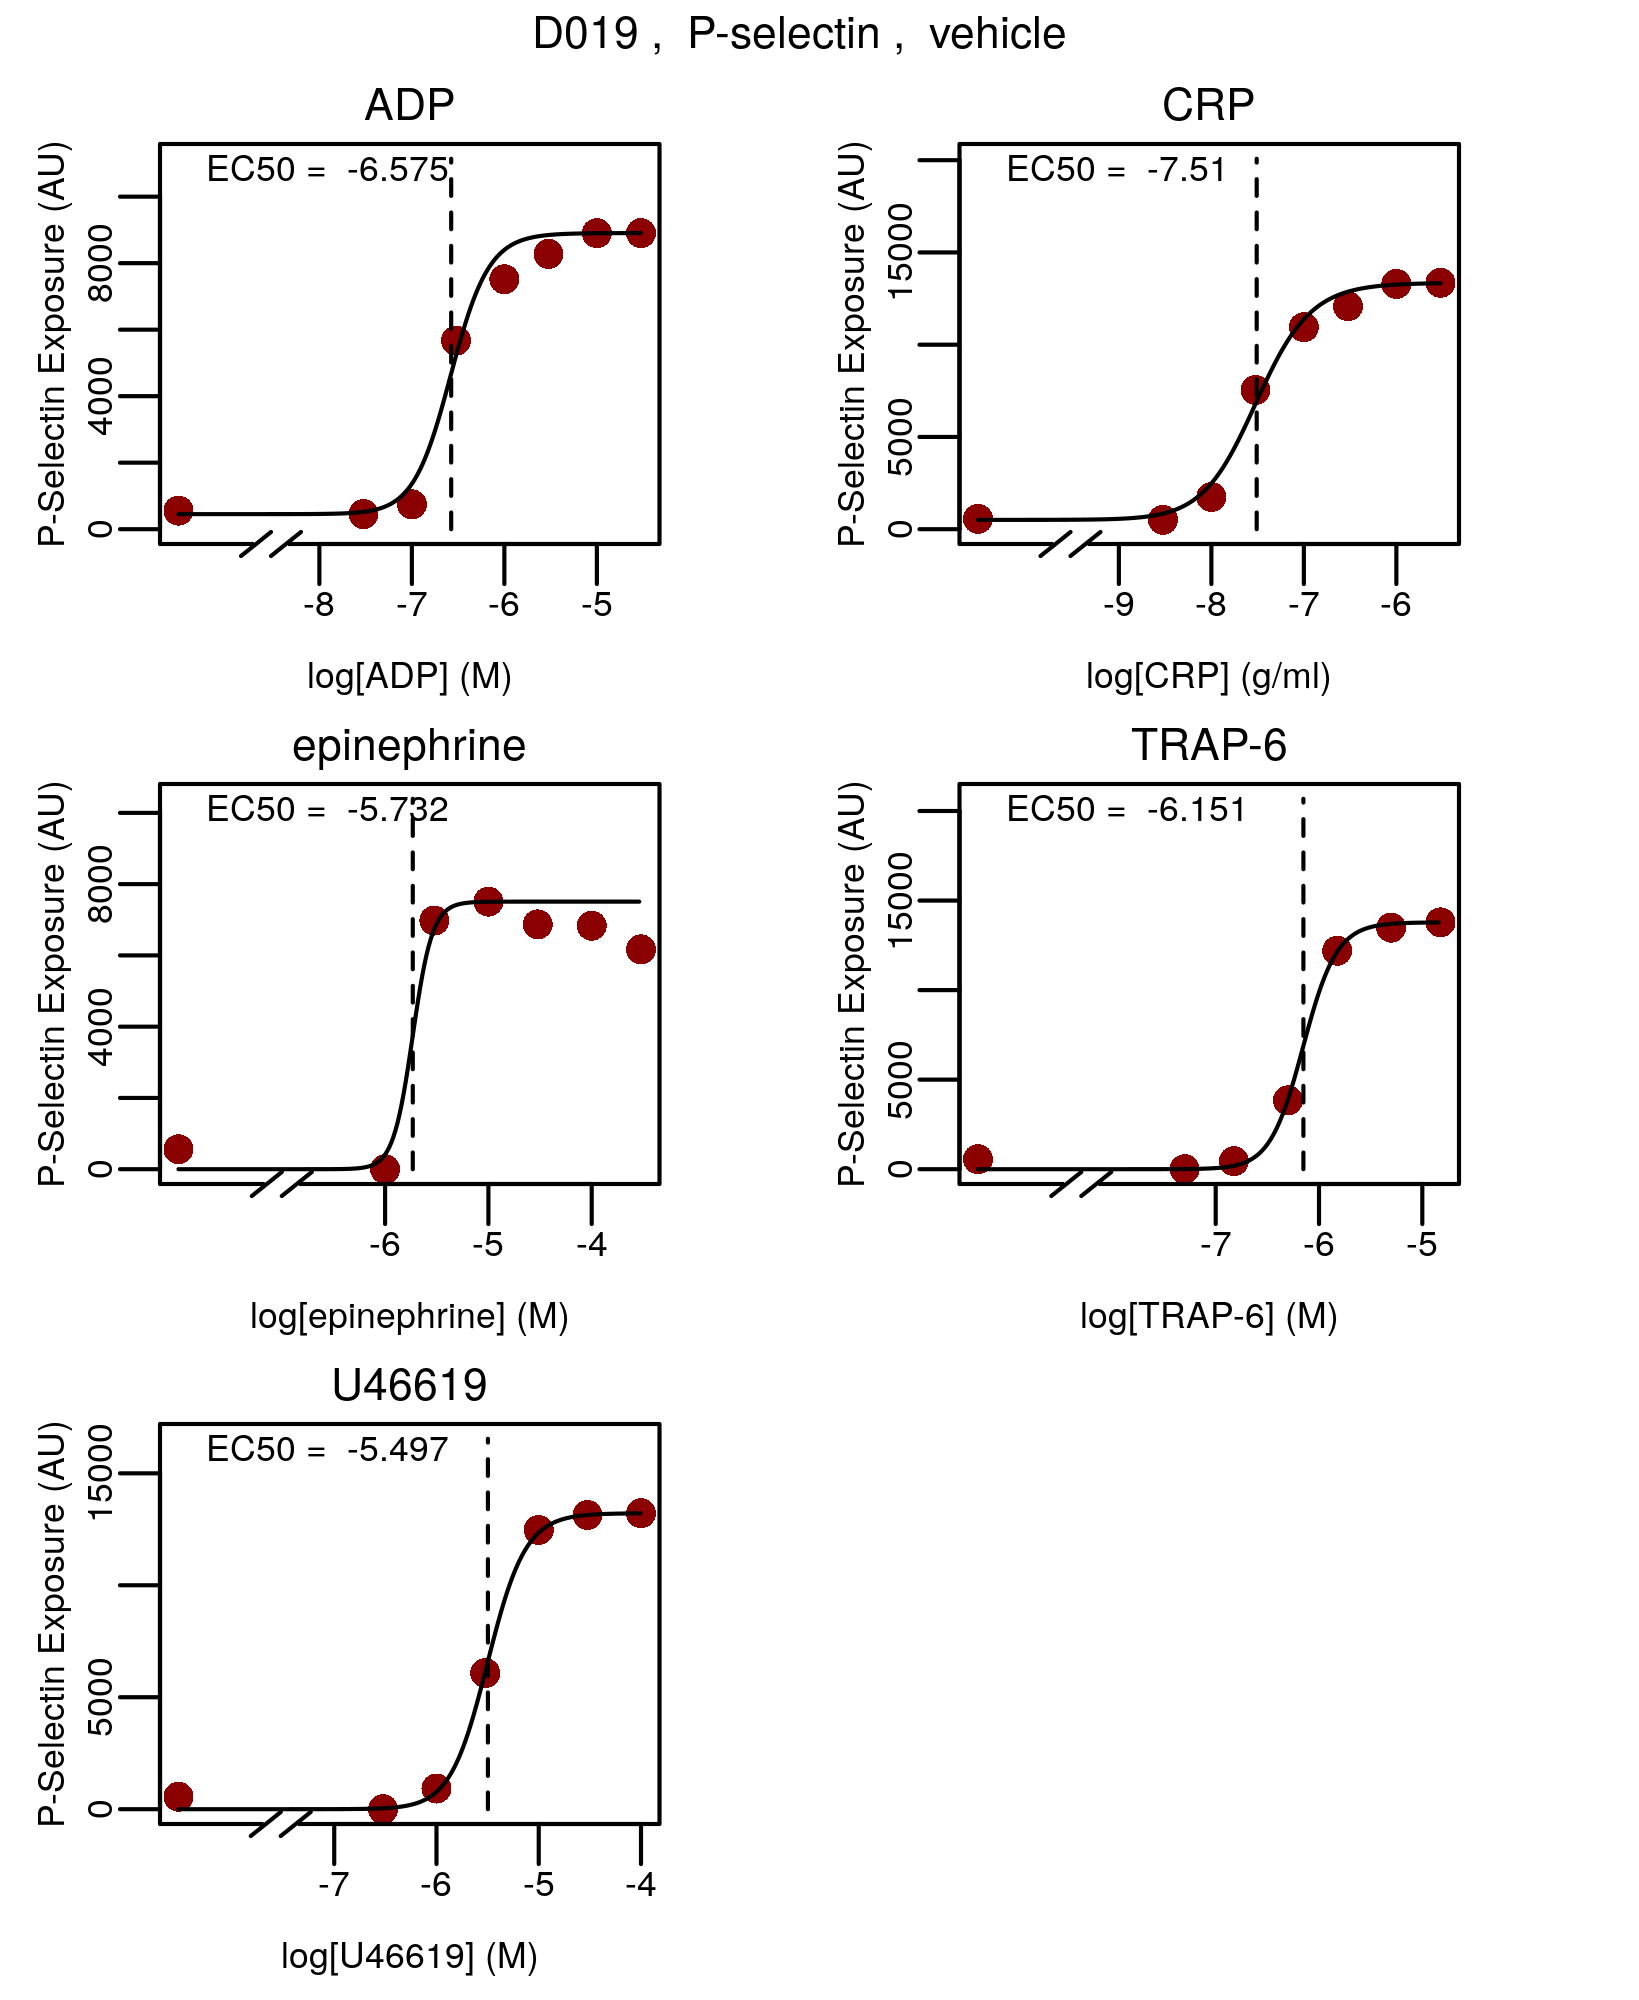 D019 , P-selectin , vehicle
ADP
EC50 = -6.575
P-Selectin Exposure (AU)
8000
4000
0
-8 -7 -6 -5
log[ADP] (M)
CRP
EC50 = -7.51
P-Selectin Exposure (AU)
15000
5000
0
-9 -8 -7 -6
log[CRP] (g/ml)
epinephrine
EC50 = -5.732
P-Selectin Exposure (AU)
8000
4000
0
-6 -5 -4
log[epinephrine] (M)
TRAP-6
EC50 = -6.151
P-Selectin Exposure (AU)
15000
5000
0
-7 -6 -5
log[TRAP-6] (M)
U46619
EC50 = -5.497
P-Selectin Exposure (AU)
15000
5000
0
-7 -6 -5 -4
log[U46619] (M)